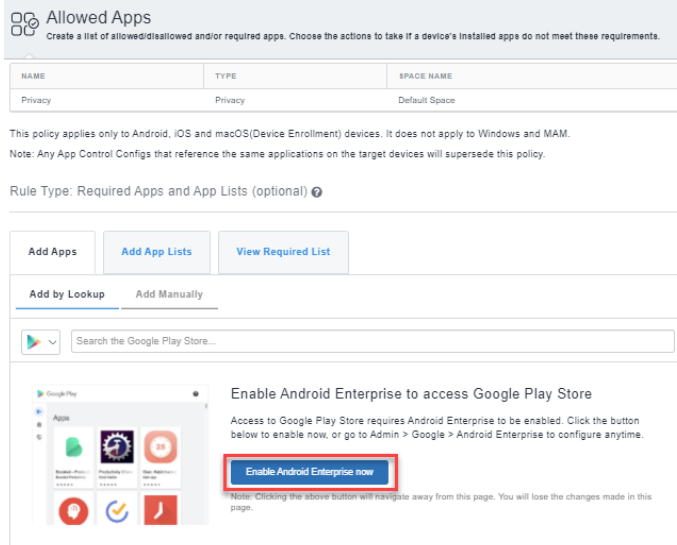 Allowed Apps
Create a list of allowed/disallowed and/or required apps. Choose the actions to take if a device's installed apps do not meet these requirements.
NAME TYPE SPACE NAME
Privacy Privacy Default Space
This policy applies only to Android, iOS and macOS(Device Enrollment) devices. It does not apply to Windows and MAM.
Note: Any App Control Configs that reference the same applications on the target devices will supersede this policy.
Rule Type: Required Apps and App Lists (optional) ?
Add Apps Add App Lists View Required List
Add by Lookup Add Manually
Search the Google Play Store...
Google Play
Apps
25
Enable Android Enterprise to access Google Play Store
Access to Google Play Store requires Android Enterprise to be enabled. Click the button
below to enable now, or go to Admin > Google > Android Enterprise to configure anytime.
Enable Android Enterprise now
Note: Clicking the above button will navigate away from this page. You will lose the changes made in this
page.